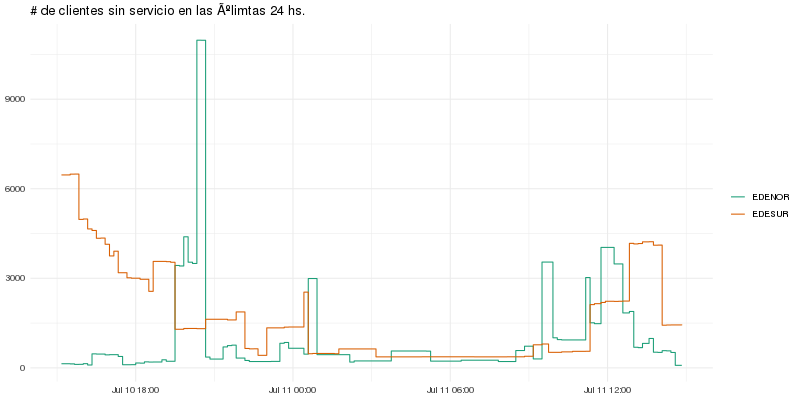 # de clientes sin servicio en las Ãºlimtas 24 hs.
9000
6000
3000
0
Jul 10 18:00
Jul 11 00:00
Jul 11 06:00
Jul 11 12:00
EDENOR
EDESUR